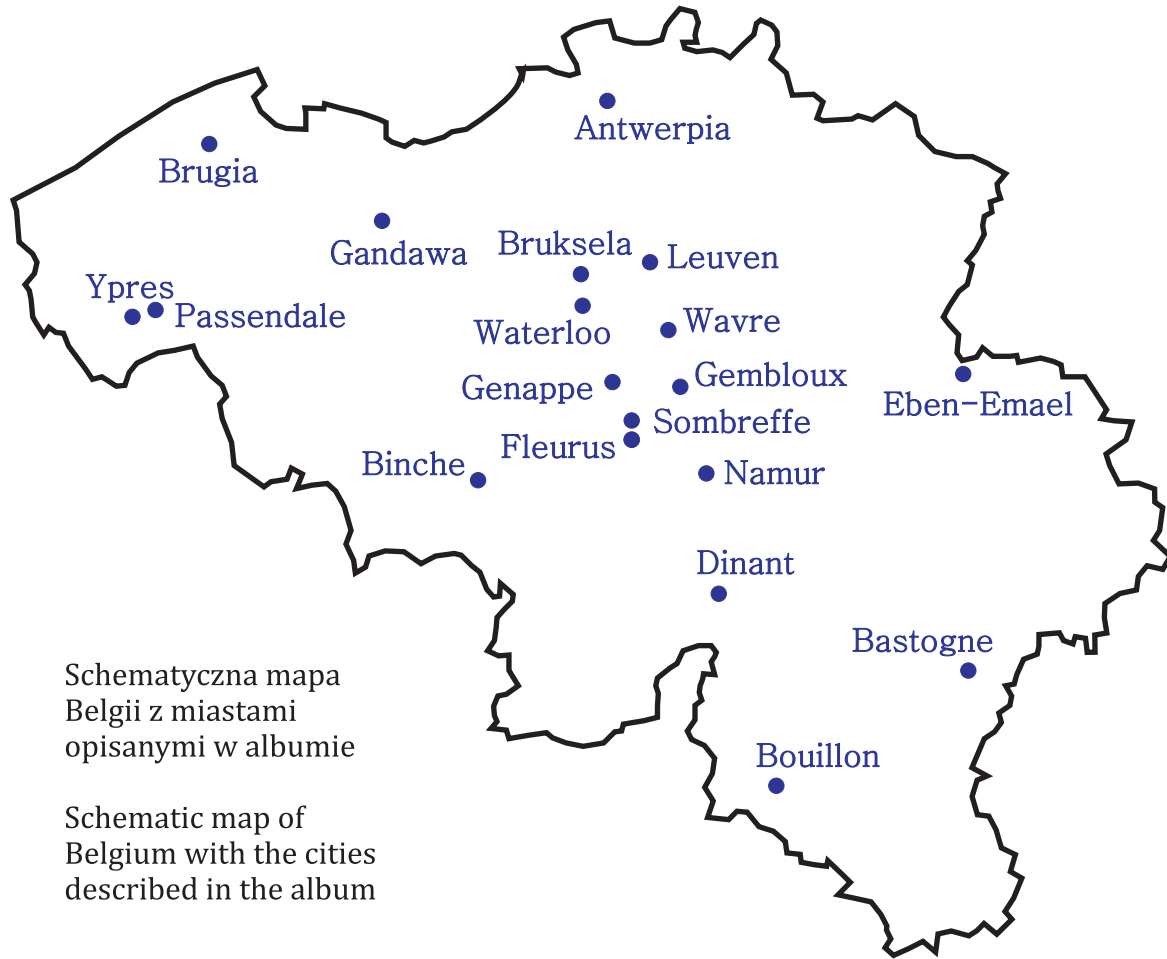 Antwerpia
Brugia
Bruksela
Leuven
Gandawa
Ypres
Passendale
Waterloo
Wavre
Genappe
Gembloux
Eben-Emael
Sombreffe
Fleurus
Binche
Namur
Dinant
Bastogne
Bouillon
Schematyczna mapa
Belgii z miastami
opisanymi w albumie
Schematic map of
Belgium with the cities
described in the album